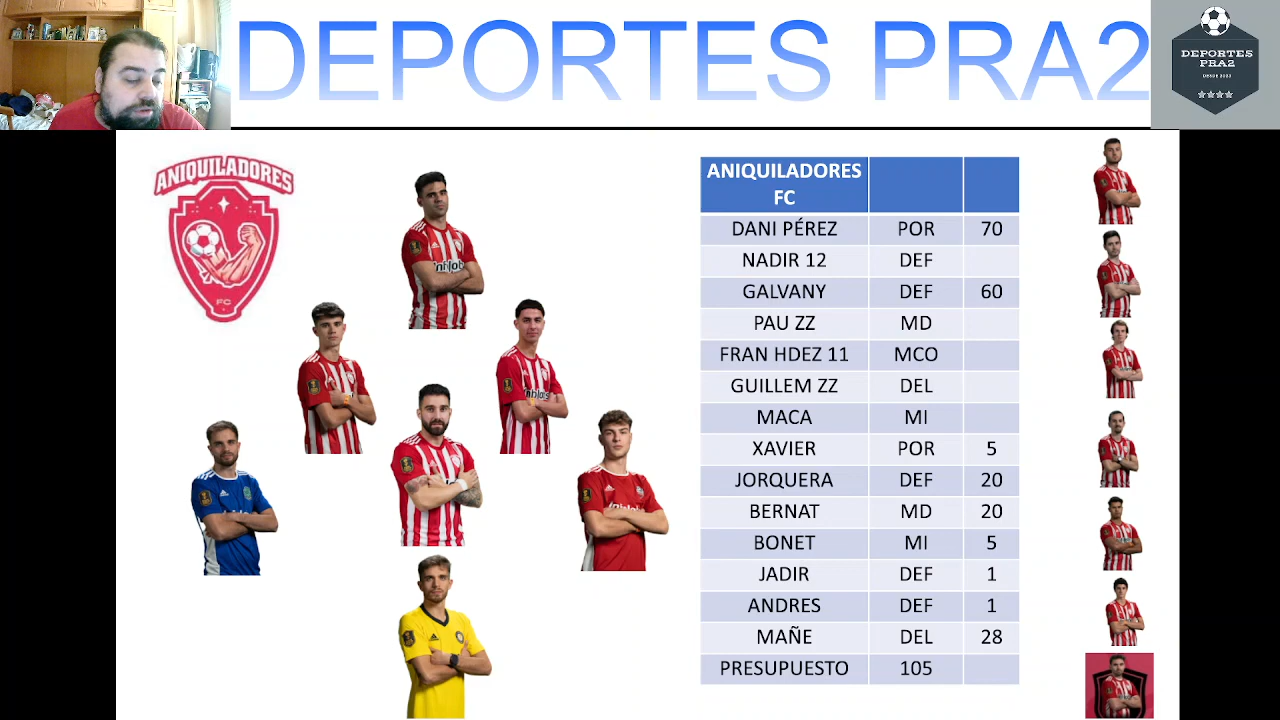 DEPORTES PRA2
DEPORTES
PRA2
DESDE 2023
ANIQUILADORES
FC
ANIQUILADORES
FC
DANI PÉREZ POR 70
NADIR 12 DEF
GALVANY DEF 60
PAU ZZ MD
FRAN HDEZ 11 MCO
GUILLEM ZZ DEL
MACA MI
XAVIER POR 5
JORQUERA DEF 20
BERNAT MD 20
BONET MI 5
JADIR DEF 1
ANDRES DEF 1
MAÑE DEL 28
PRESUPUESTO 105